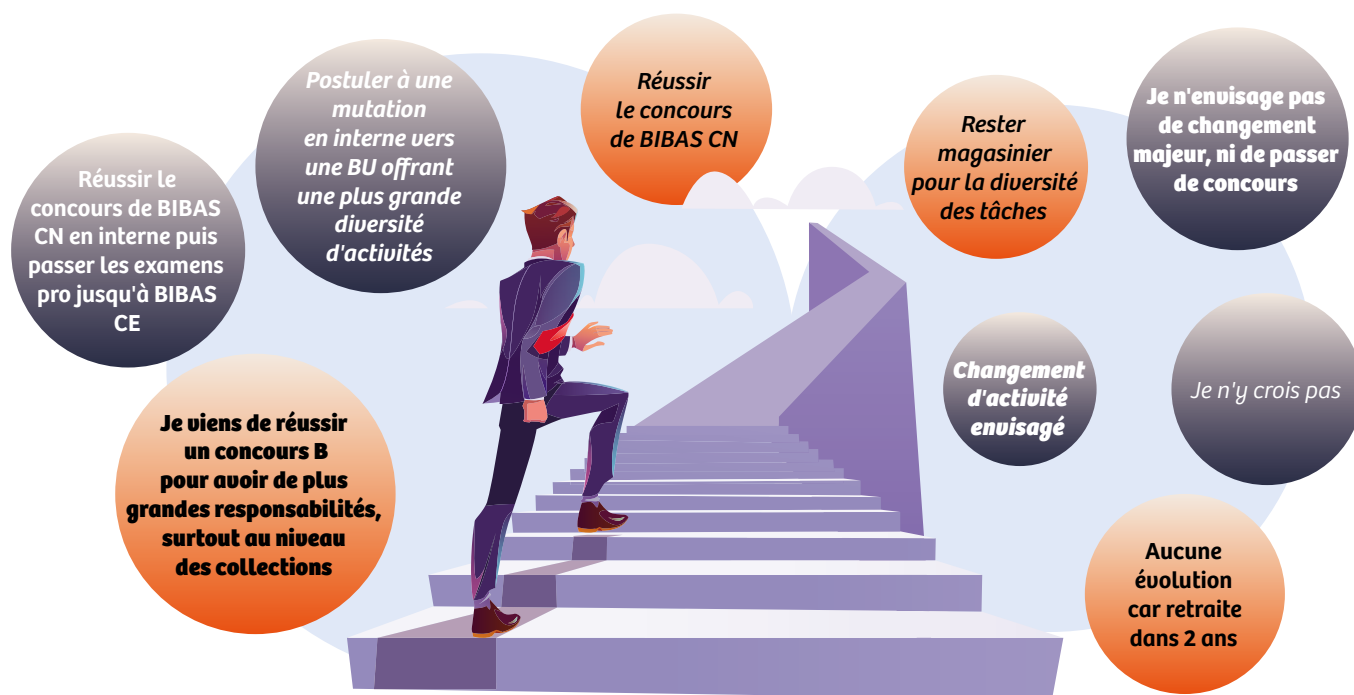 Réussir le
concours de BIBAS
CN en interne puis
passer les examens
pro jusqu'à BIBAS
CE
Postuler à une
mutation
en interne vers
une BU offrant
une plus grande
diversité
d'activités
Réussir
le concours
de BIBAS CN
Rester
magasinier
pour la diversité
des tâches
Je n'envisage pas
de changement
majeur, ni de passer
de concours
Je viens de réussir
un concours B
pour avoir de plus
grandes responsabilités,
surtout au niveau
des collections
Changement
d'activité
envisagé
Je n'y crois pas
Aucune
évolution
car retraite
dans 2 ans